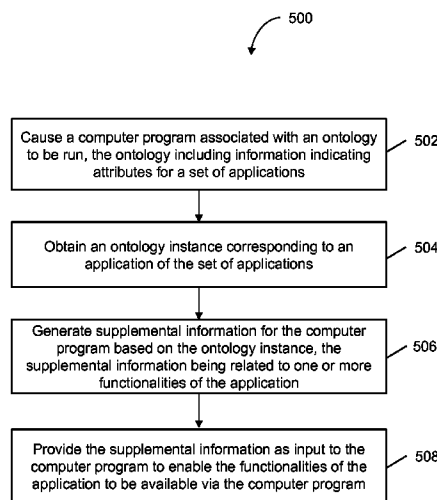 500
Cause a computer program associated with an ontology
to be run, the ontology including information indicating
attributes for a set of applications
502
Obtain an ontology instance corresponding to an
application of the set of applications
504
Generate supplemental information for the computer
program based on the ontology instance, the
supplemental information being related to one or more
functionalities of the application
506
Provide the supplemental information as input to the
computer program to enable the functionalities of the
application to be available via the computer program
508